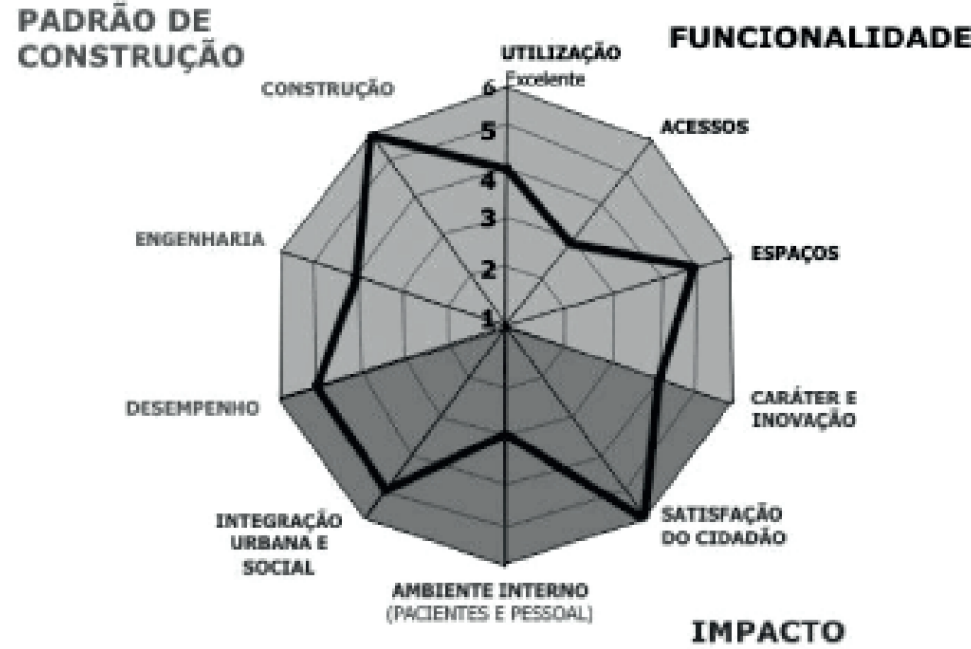 PADRÃO DE
CONSTRUÇÃO
FUNCIONALIDADE
UTILIZAÇÃO
Excelente
CONSTRUÇÃO
ACESSOS
ENGENHARIA
ESPAÇOS
6
5
4
3
2
1
DESEMPENHO
CARÁTER E
INOVAÇÃO
INTEGRAÇÃO
URBANA E
SOCIAL
SATISFAÇÃO
DO CIDADÃO
AMBIENTE INTERNO
(PACIENTES E PESSOAL)
IMPACTO